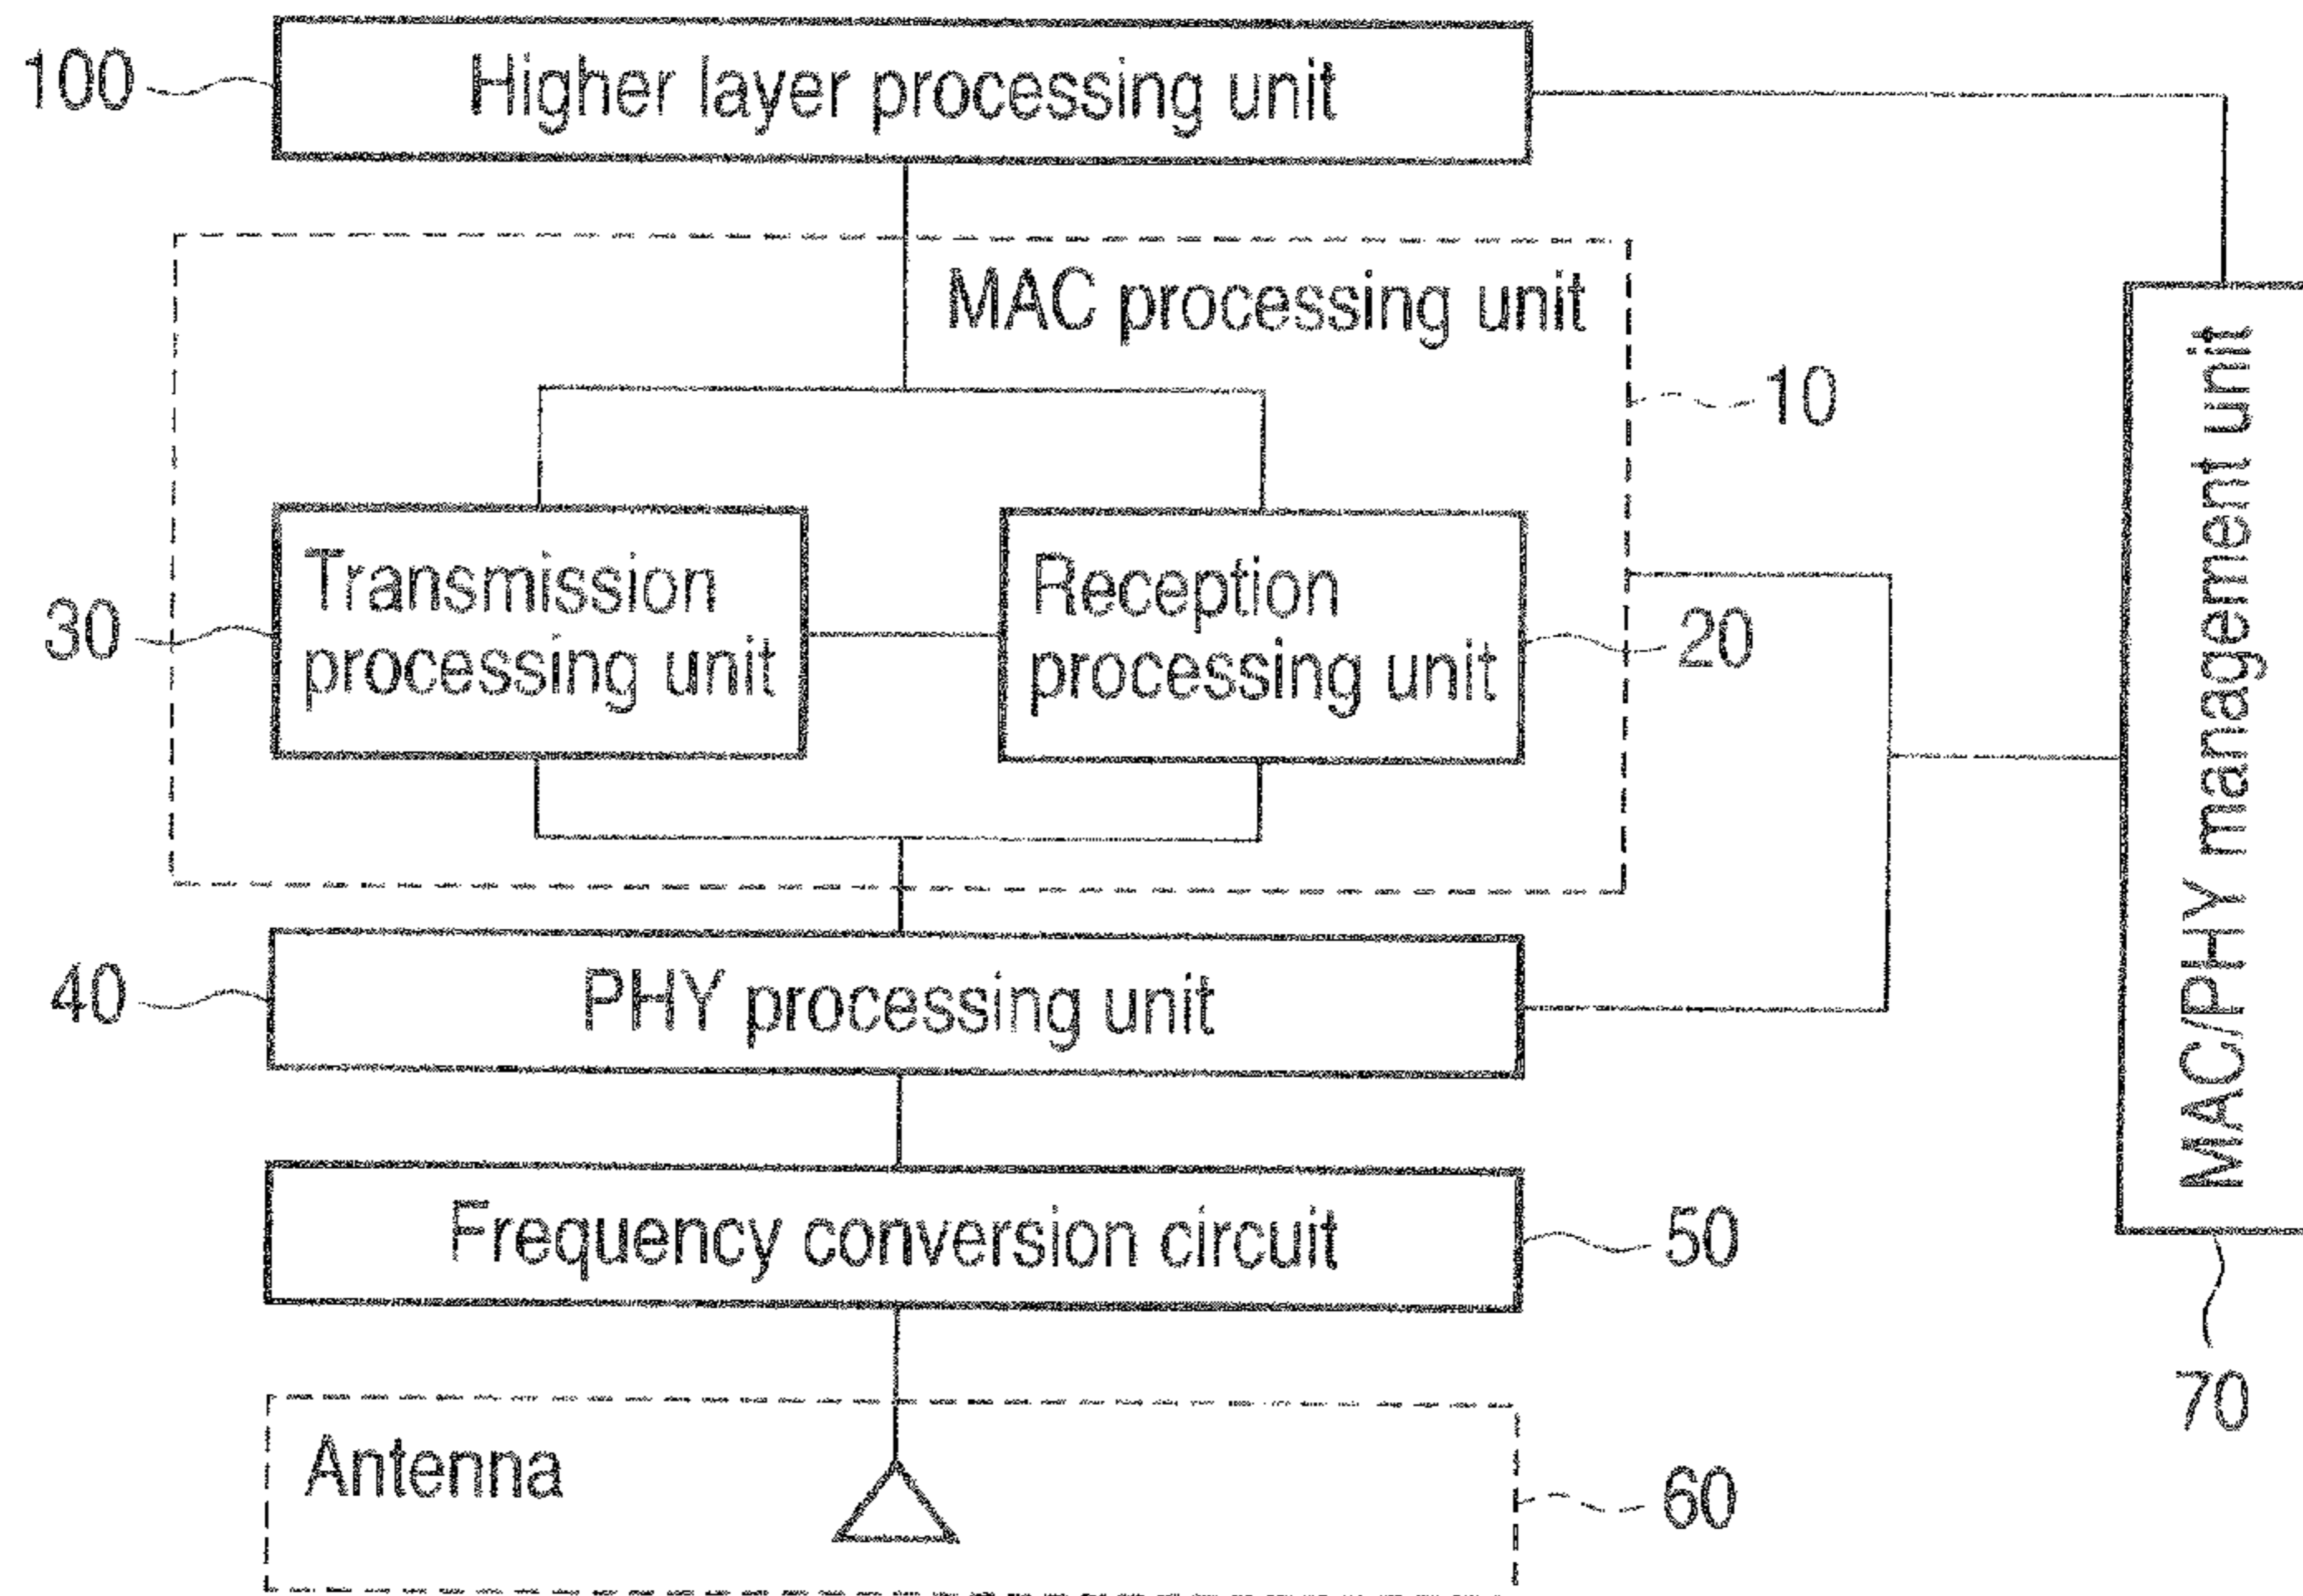 100
Higher layer processing unit
MAC processing unit
10
30
Transmission
processing unit
Reception
processing unit
20
MAC/PHY management unit
40
PHY processing unit
Frequency conversion circuit
50
70
Antenna
60